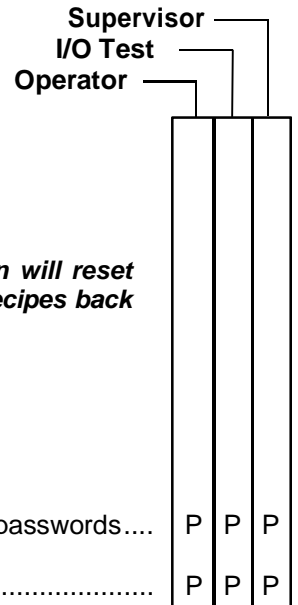 Supervisor
I/O Test
Operator
will reset
ecipes back
passwords.... P P P
..................... P P P